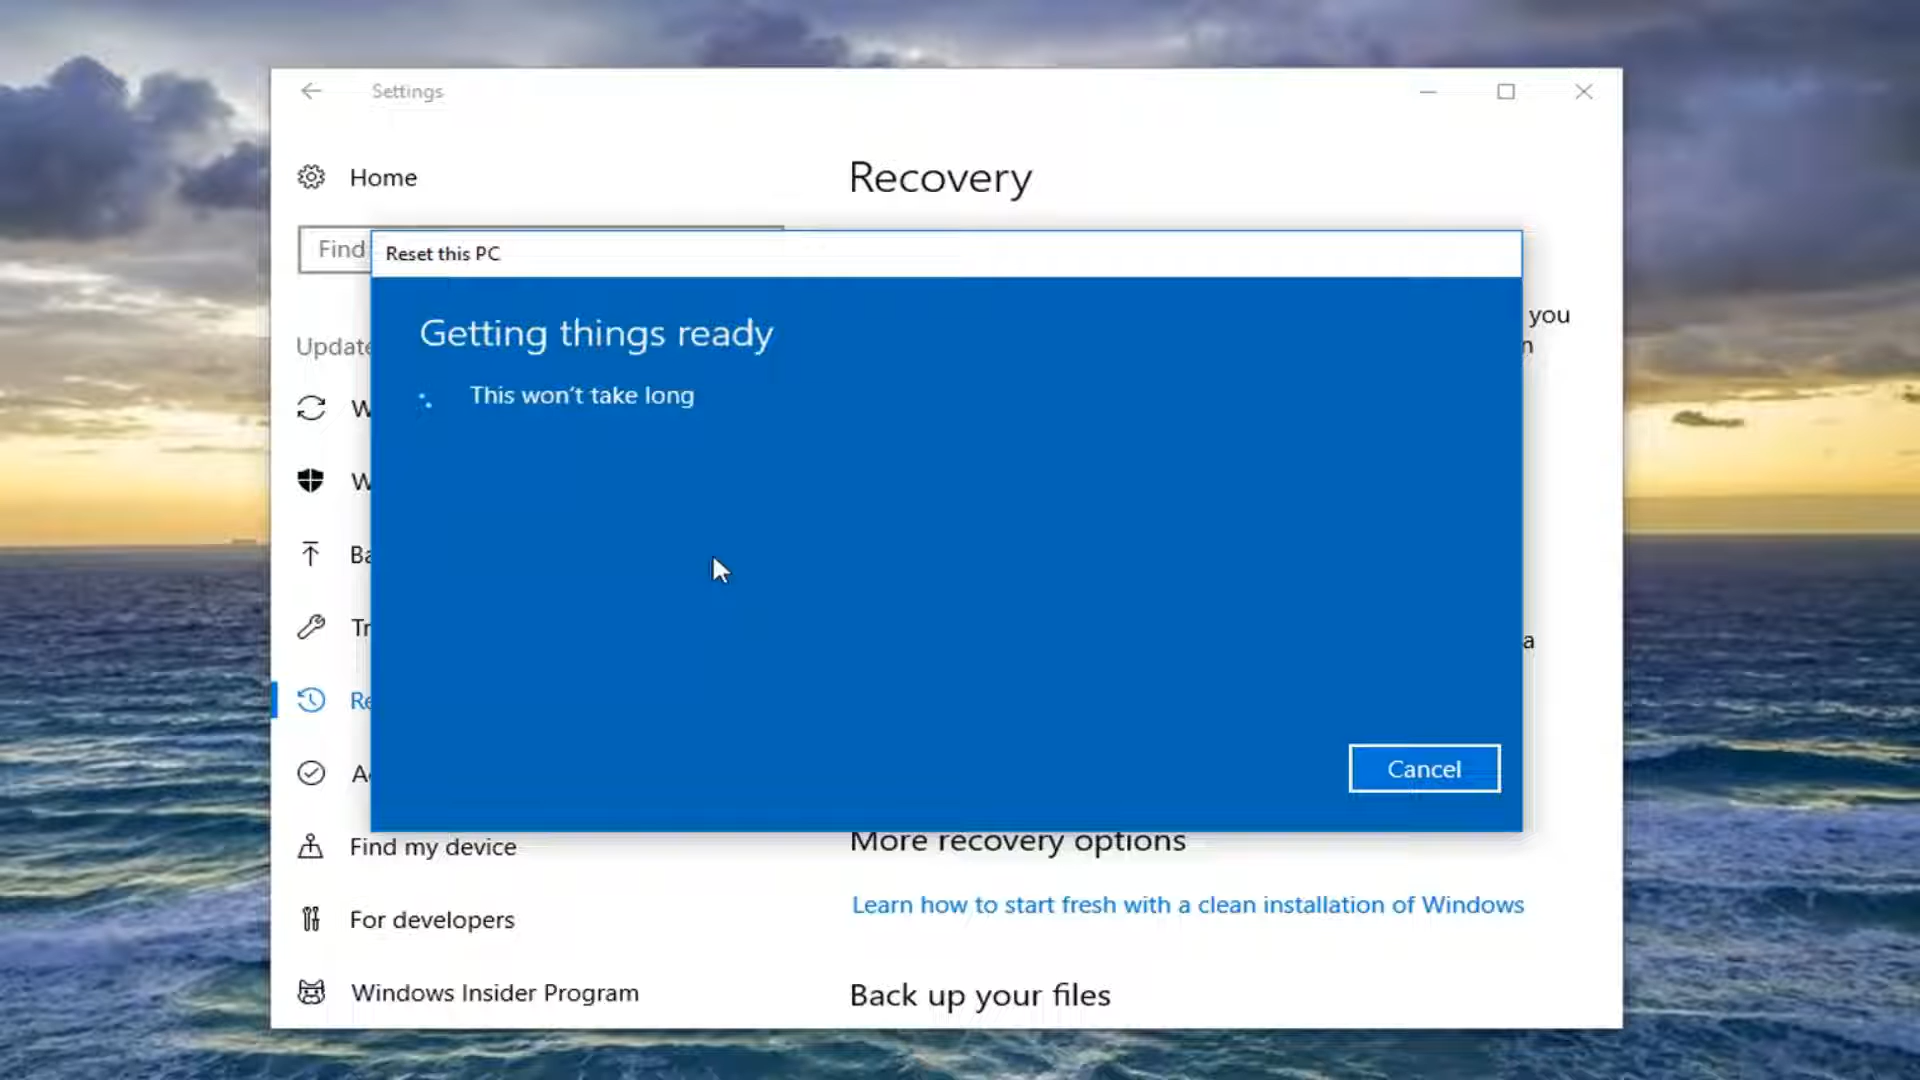 Settings
Home
Recovery
Find
Reset this PC
Getting things ready
This won't take long
you
Cancel
Find my device
For developers
Windows Insider Program
More recovery options
Learn how to start fresh with a clean installation of Windows
Back up your files